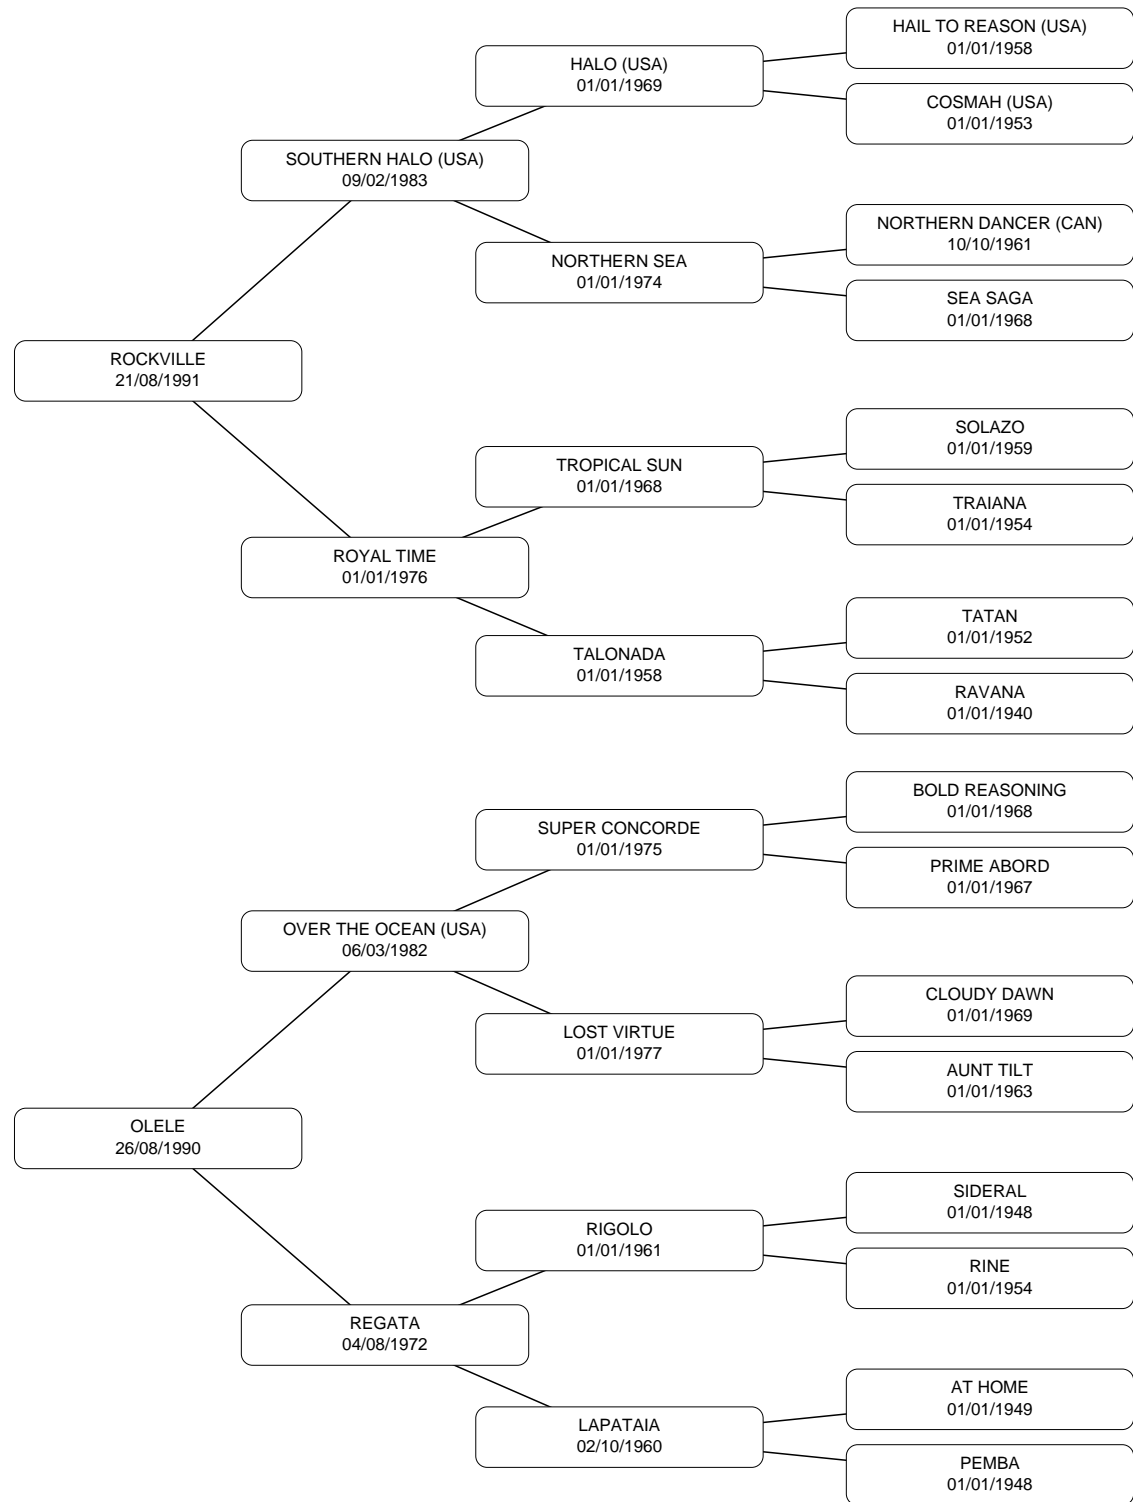 HAIL TO REASON (USA)
01/01/1958
HALO (USA)
01/01/1969
COSMAH (USA)
01/01/1953
SOUTHERN HALO (USA)
09/02/1983
NORTHERN DANCER (CAN)
10/10/1961
NORTHERN SEA
01/01/1974
SEA SAGA
01/01/1968
ROCKVILLE
21/08/1991
SOLAZO
01/01/1959
TROPICAL SUN
01/01/1968
TRAIANA
01/01/1954
ROYAL TIME
01/01/1976
TATAN
01/01/1952
TALONADA
01/01/1958
RAVANA
01/01/1940
BOLD REASONING
01/01/1968
SUPER CONCORDE
01/01/1975
PRIME ABORD
01/01/1967
OVER THE OCEAN (USA)
06/03/1982
CLOUDY DAWN
01/01/1969
LOST VIRTUE
01/01/1977
AUNT TILT
01/01/1963
OLELE
26/08/1990
SIDERAL
01/01/1948
RIGOLO
01/01/1961
RINE
01/01/1954
REGATA
04/08/1972
AT HOME
01/01/1949
LAPATAIA
02/10/1960
PEMBA
01/01/1948